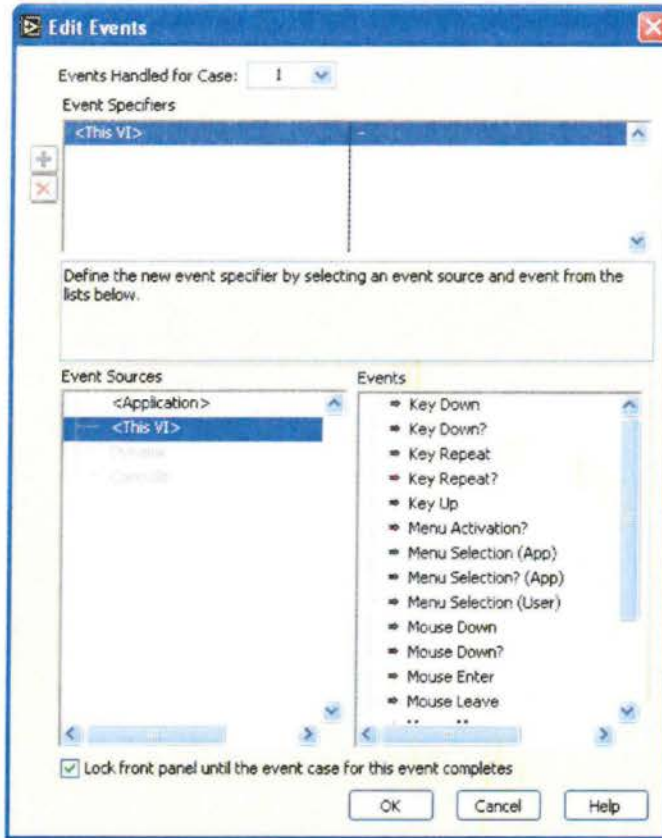 Edit Events
Events Handled for Case: 1
Event Specifiers
<This VI> -
Define the new event specifier by selecting an event source and event from the
lists below.
Event Sources
<Application>
<This VI>
Events
Key Down
Key Down?
Key Repeat
Key Repeat?
Key Up
Menu Activation?
Menu Selection (App)
Menu Selection? (App)
Menu Selection (User)
Mouse Down
Mouse Down?
Mouse Enter
Mouse Leave
Lock front panel until the event case for this event completes
OK Cancel Help